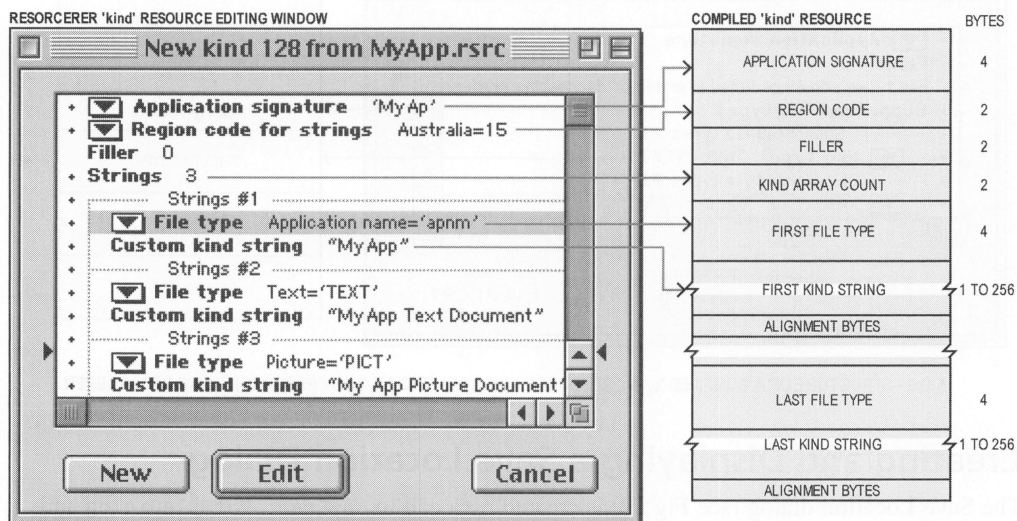 RESORCERER 'kind' RESOURCE EDITING WINDOW
New kind 128 from MyApp.rsrc
Application signature 'MyAp'
Region code for strings Australia=15
Filler 0
Strings 3
Strings #1
File type Application name='apnm'
Custom kind string "MyApp"
Strings #2
File type Text='TEXT'
Custom kind string "MyApp Text Document"
Strings #3
File type Picture='PICT'
Custom kind string "My App Picture Document'
New Edit Cancel
COMPILED 'kind' RESOURCE BYTES
APPLICATION SIGNATURE 4
REGION CODE 2
FILLER 2
KIND ARRAY COUNT 2
FIRST FILE TYPE 4
FIRST KIND STRING 1 TO 256
ALIGNMENT BYTES
LAST FILE TYPE 4
LAST KIND STRING 1 TO 256
ALIGNMENT BYTES